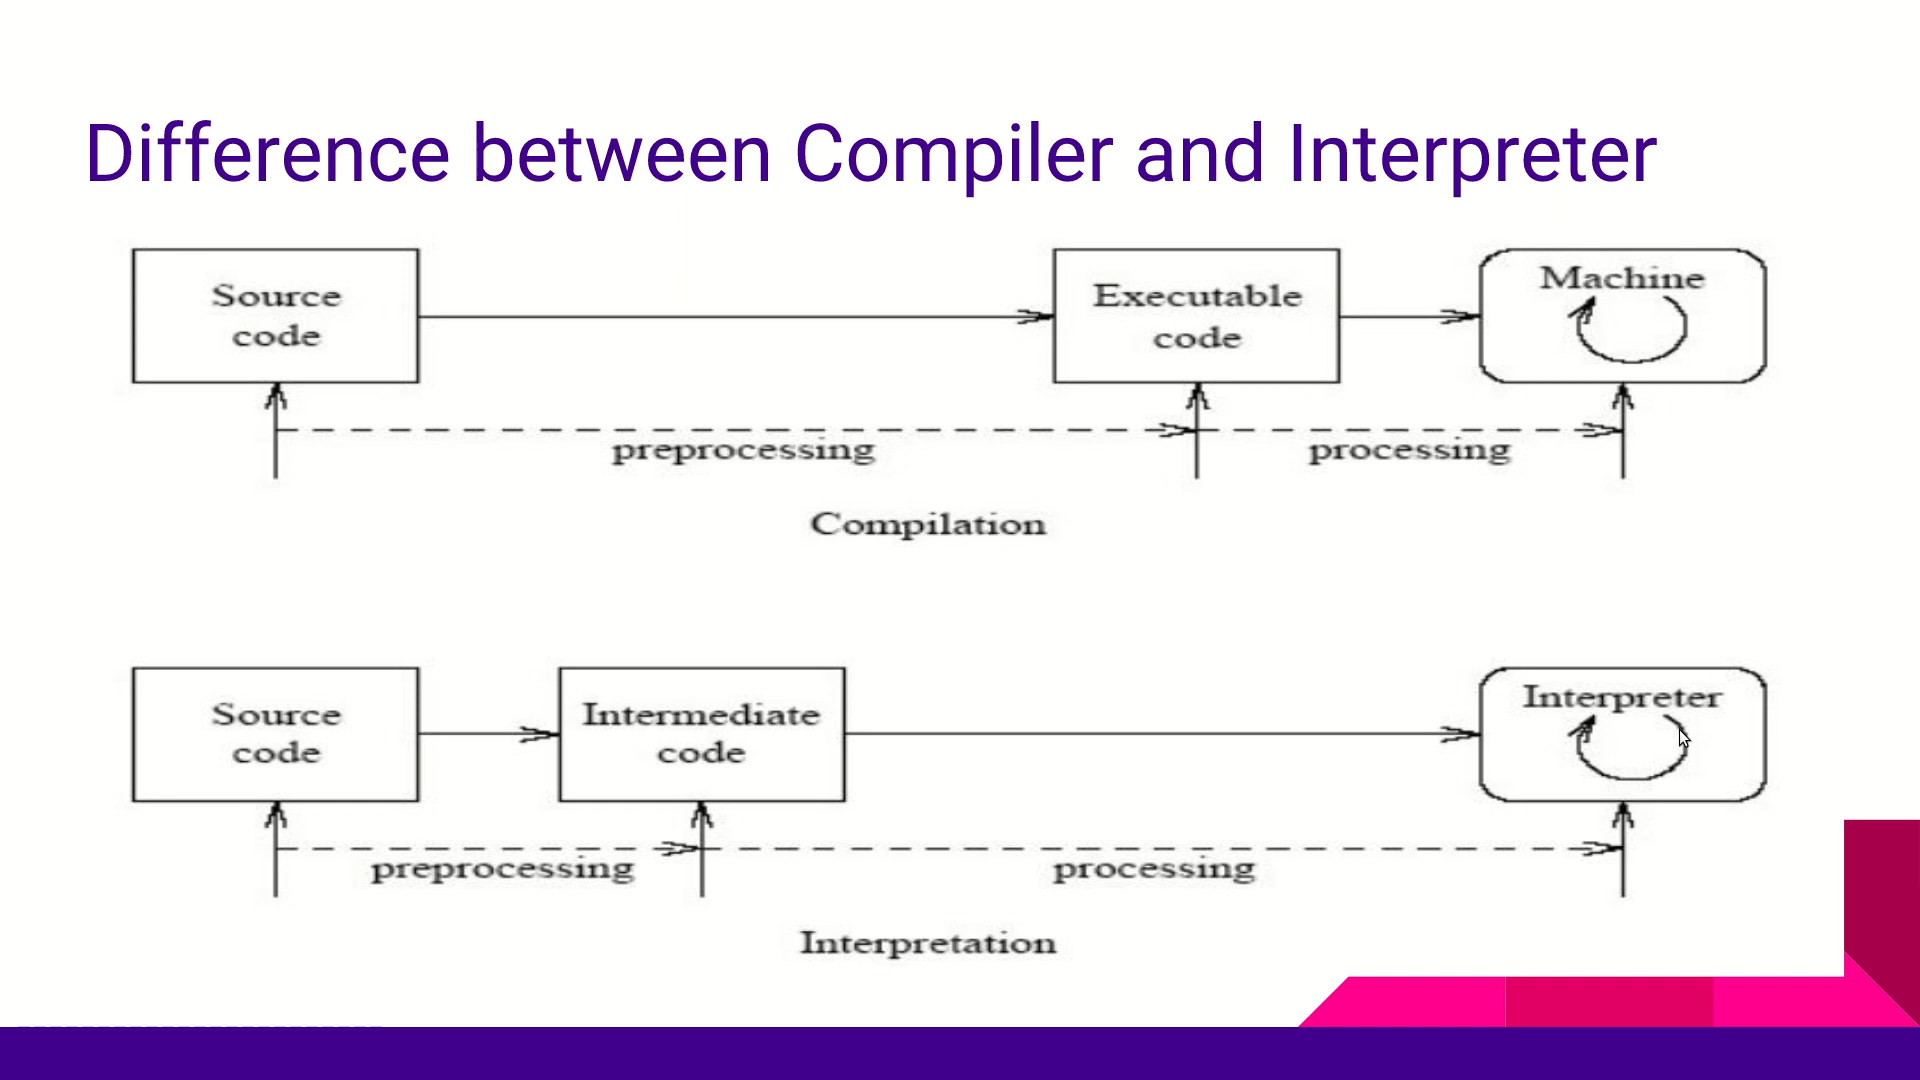 Difference between Compiler and Interpreter
Source
code
Executable
code
Machine
preprocessing
processing
Compilation
Source
code
Intermediate
code
Interpreter
preprocessing
processing
Interpretation